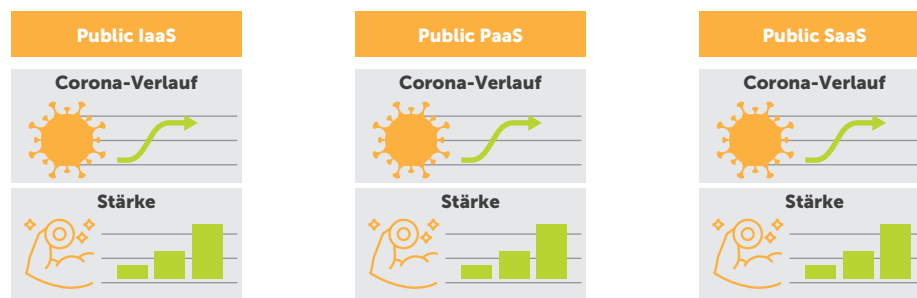 Public IaaS
Corona-Verlauf
Stärke
Public PaaS
Corona-Verlauf
Stärke
Public SaaS
Corona-Verlauf
Stärke